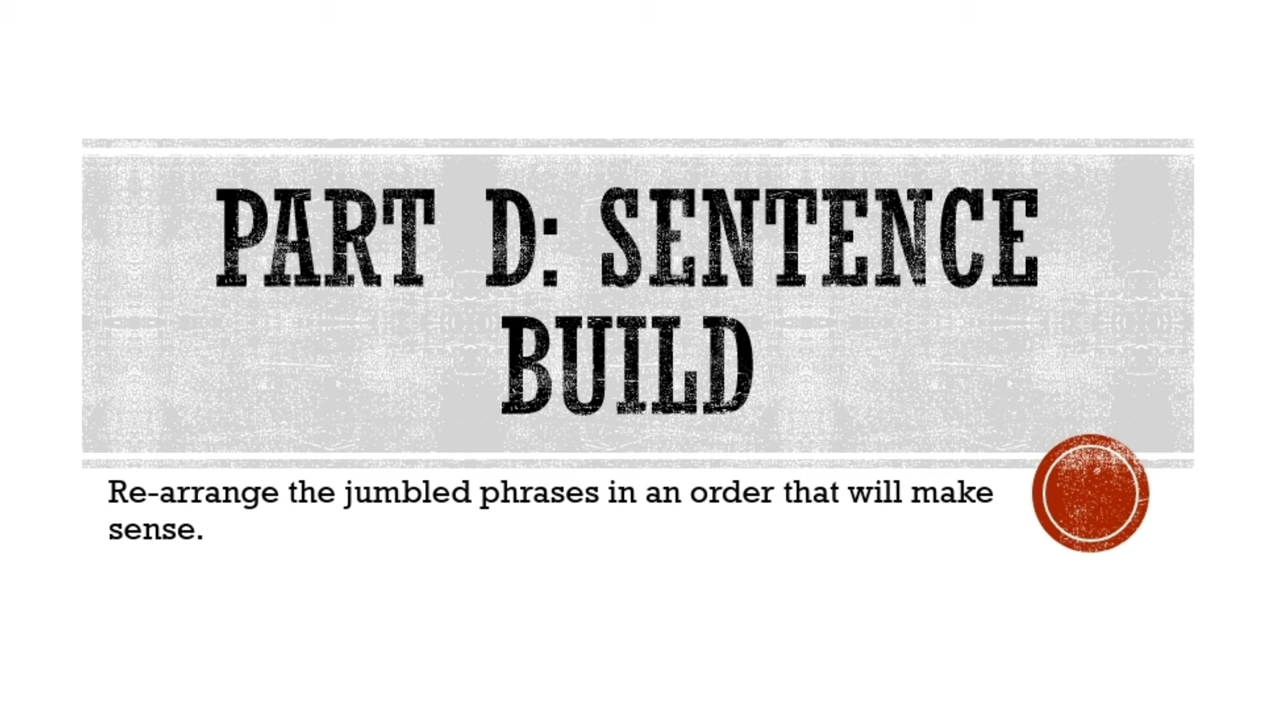 PART D: SENTENCE
BUILD
Re-arrange the jumbled phrases in an order that will make
sense.